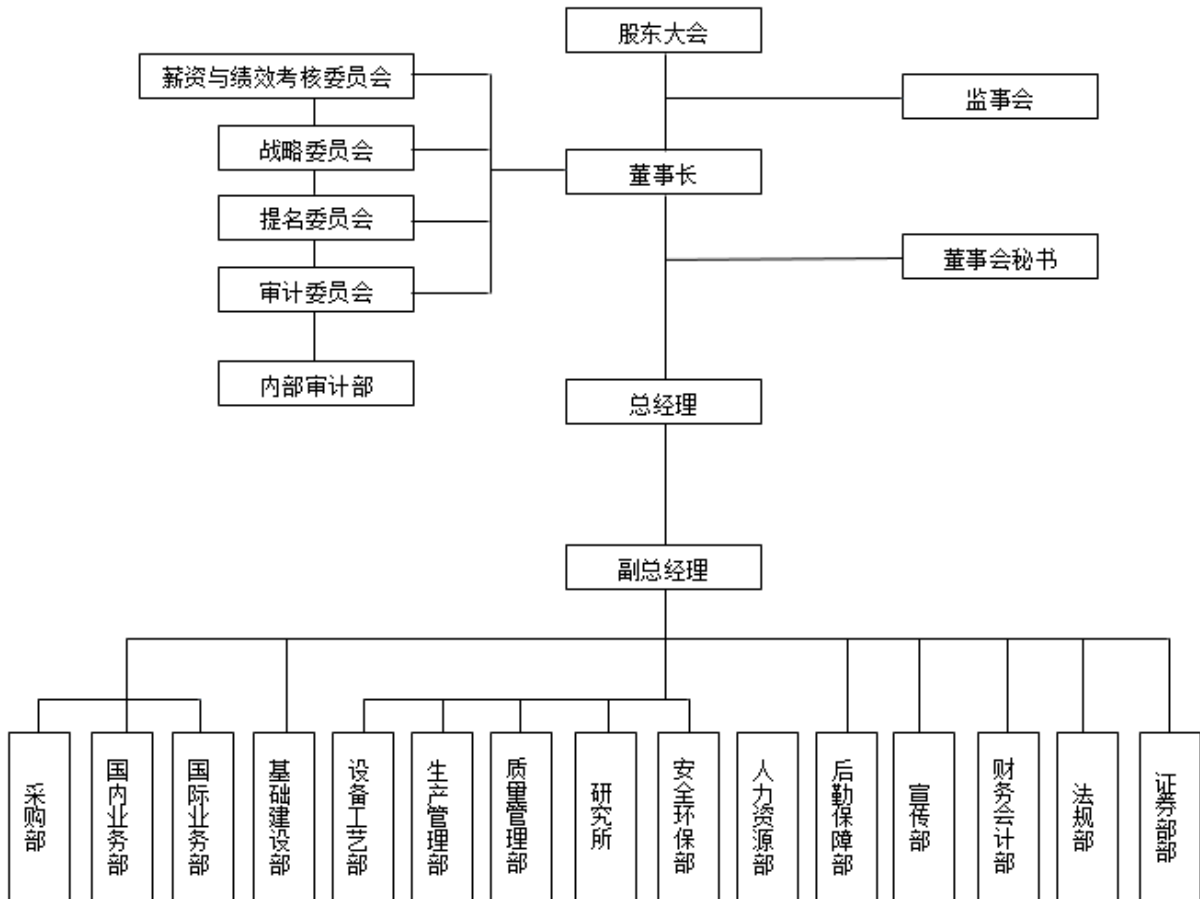 股东大会
薪资与绩效考核委员会
监事会
战略委员会
董事长
提名委员会
董事会秘书
审计委员会
内部审计部
总经理
副总经理
采购部
国内业务部
国际业务部
基础建设部
设备工艺部
生产管理部
质量管理部
研究所
安全环保部
人力资源部
后勤保障部
宣传部
财务会计部
法规部
证券部部